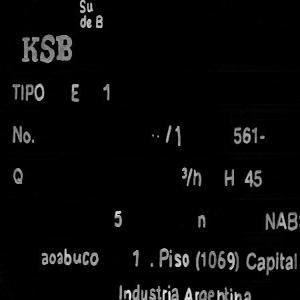 Su
de B
KSB
TIPO E 1
No. ../1 561-
Q ³/h H 45
5 n NAB
aoabuco 1 . Piso (1069) Capital
Industria Argentina